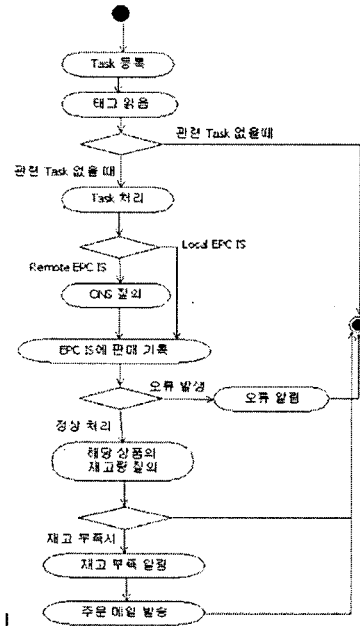 Task 등록
태그 읽음
관련 Task 없을때
관련 Task 없을 때
Task 처리
Local EPC IS
Remote EPC IS
ONS 질의
EPC IS에 판매 기록
오류 발생
오류 알림
정상 처리
해당 상품의
재고량 질의
재고 부족시
재고 부족 알림
주문 메일 발송